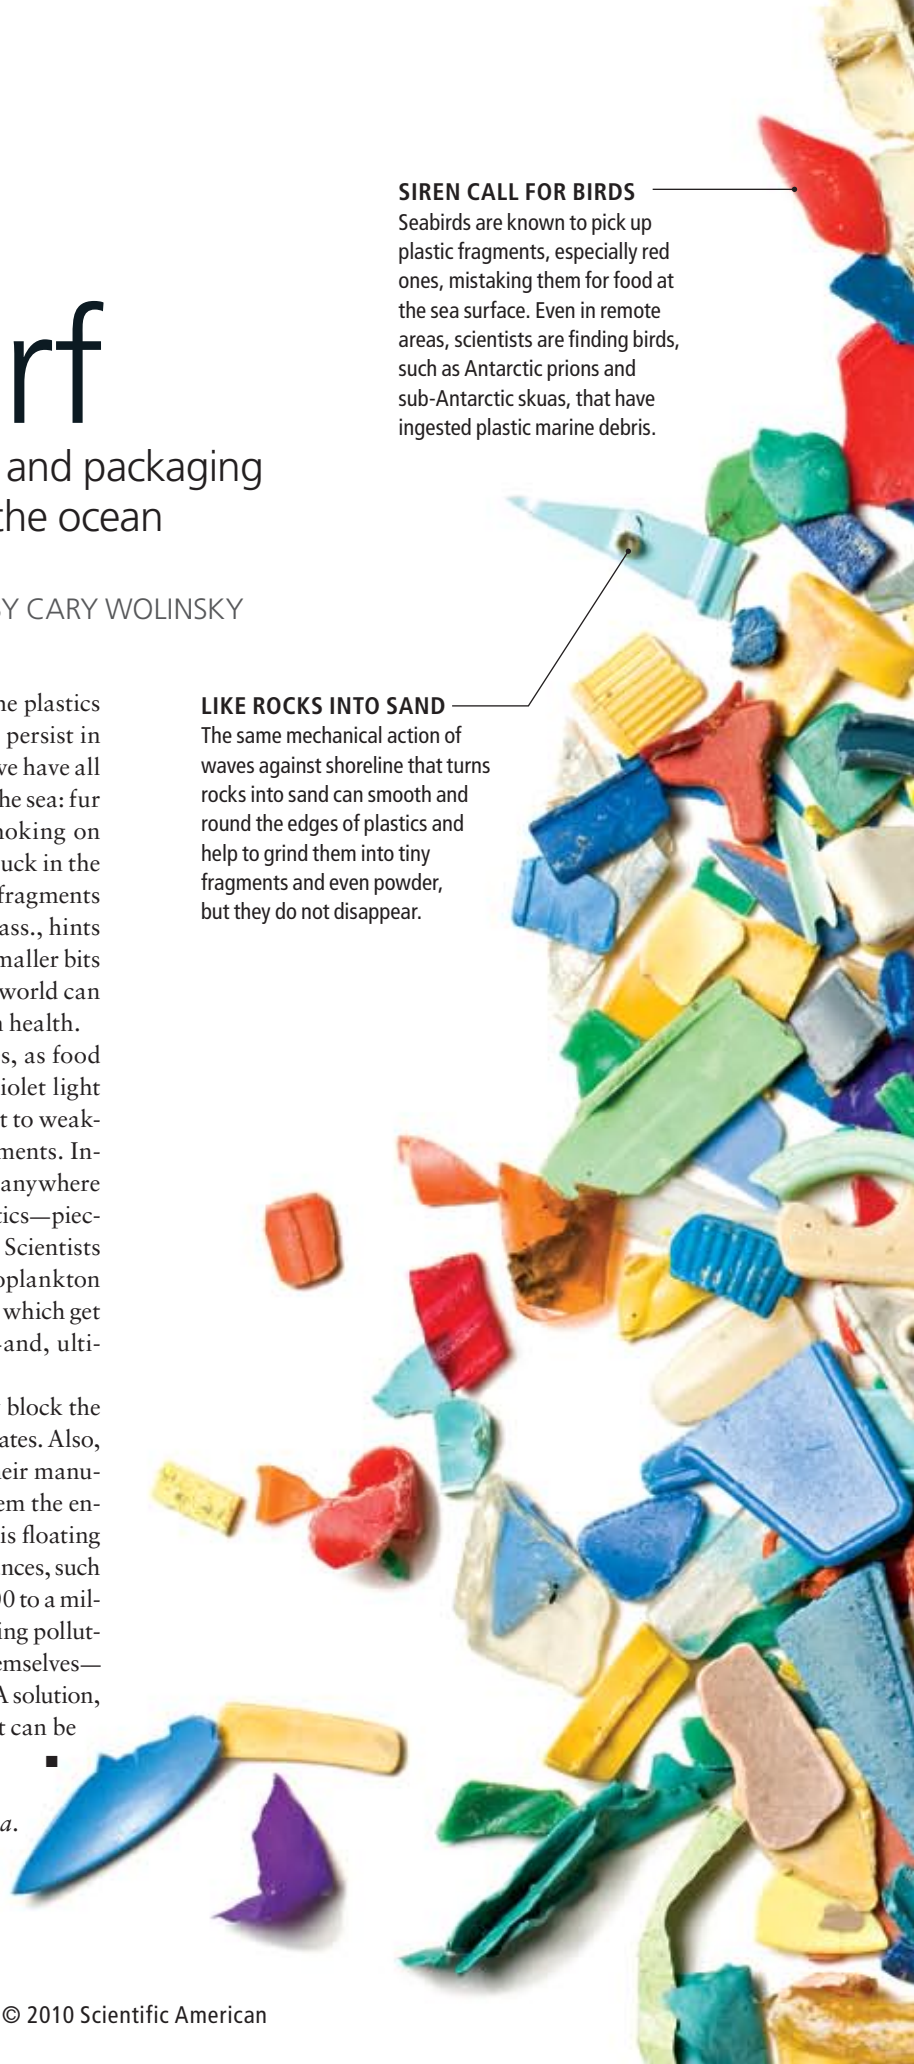 SIREN CALL FOR BIRDS
Seabirds are known to pick up
plastic fragments, especially red
ones, mistaking them for food at
the sea surface. Even in remote
areas, scientists are finding birds,
such as Antarctic prions and
sub-Antarctic skuas, that have
ingested plastic marine debris.
rf
and packaging
the ocean
BY CARY WOLINSKY
LIKE ROCKS INTO SAND
The same mechanical action of
waves against shoreline that turns
rocks into sand can smooth and
round the edges of plastics and
help to grind them into tiny
fragments and even powder,
but they do not disappear.
he plastics
persist in
ve have all
he sea: fur
hoking on
uck in the
fragments
ass., hints
maller bits
world can
n health.
s, as food
iolet light
t to weak-
ments. In-
anywhere
tics—piec-
Scientists
oplankton
which get
-and, ulti-
block the
ates. Also,
heir manu-
em the en-
is floating
nces, such
00 to a mil-
ing pollut-
emselves—
A solution,
t can be
■
a.
© 2010 Scientific American